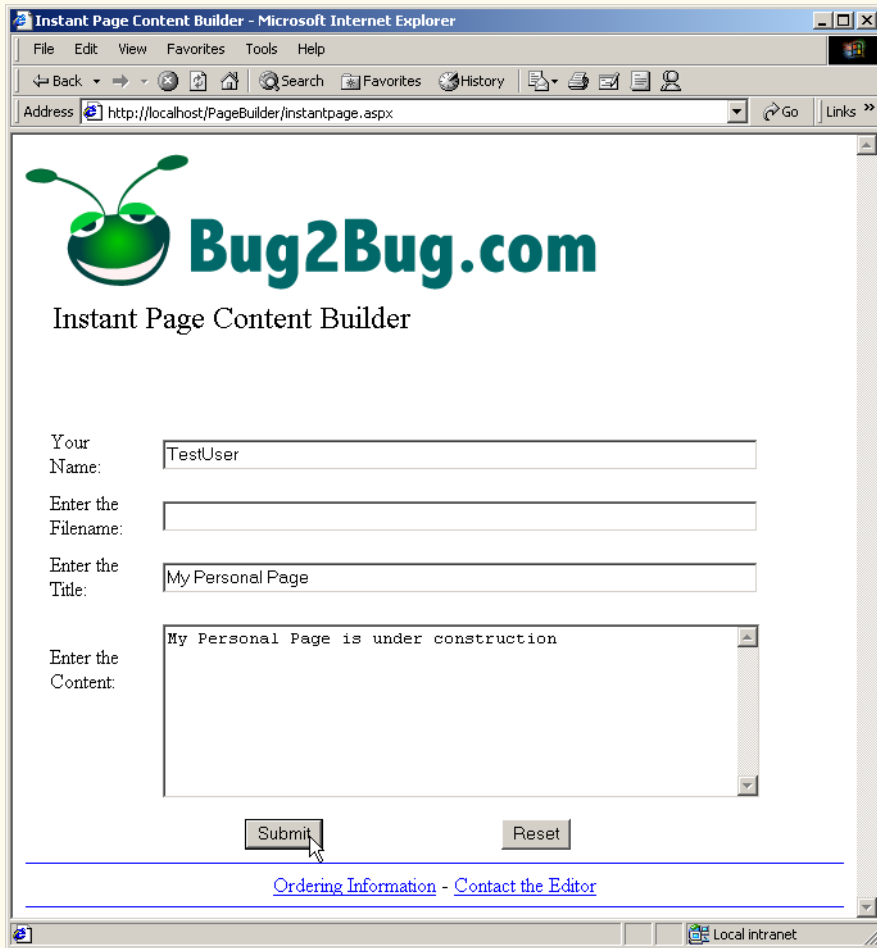 Instant Page Content Builder - Microsoft Internet Explorer
File Edit View Favorites Tools Help
Back Search Favorites History
Address http://localhost/PageBuilder/instantpage.aspx Go Links »
Bug2Bug.com
Instant Page Content Builder
Your
Name:
TestUser
Enter the
Filename:
Enter the
Title:
My Personal Page
Enter the
Content:
My Personal Page is under construction
Submit Reset
Ordering Information - Contact the Editor
Local intranet